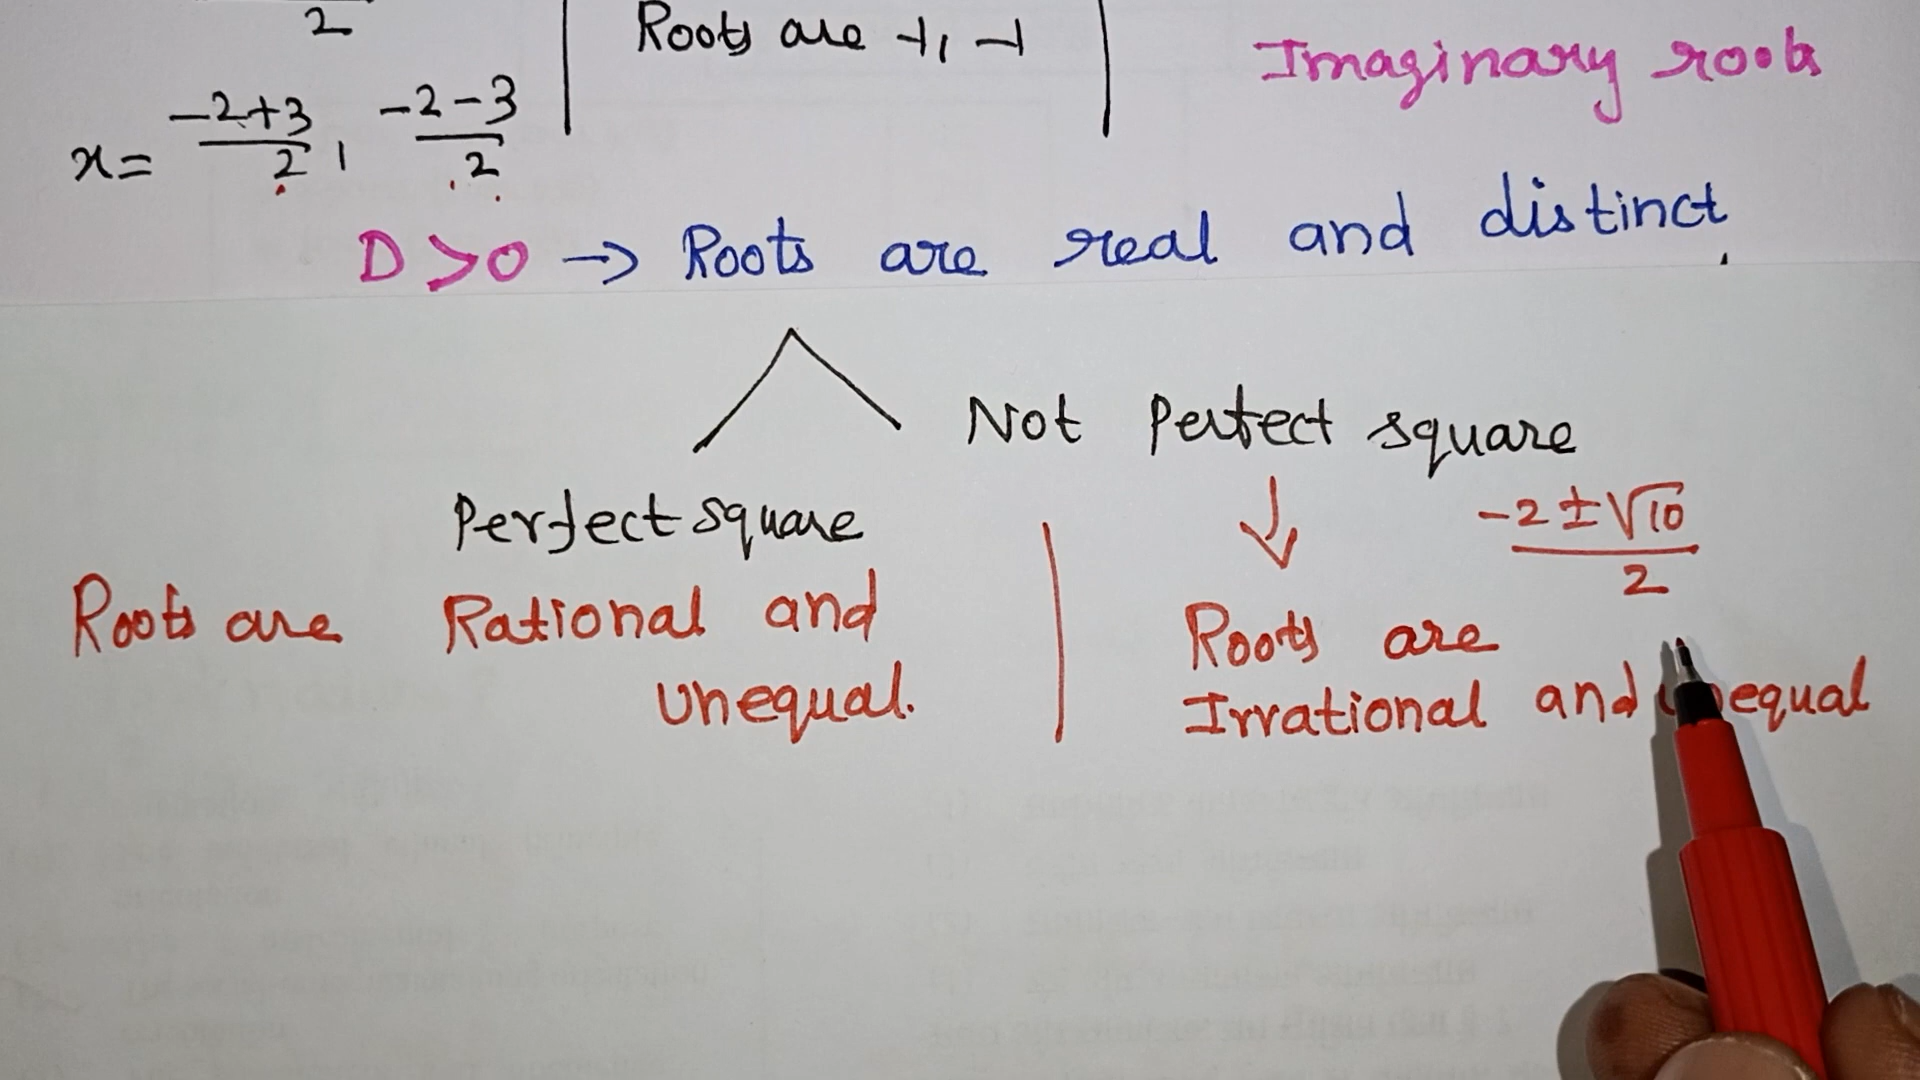 2
Roots are -1, -1
Imaginary roots
x = -2+3/2 , -2-3/2
D > 0 → Roots are real and distinct.
Not Perfect square
Perfect square
-2 ± √10
2
Roots are Rational and
unequal.
Roots are
Irrational and unequal